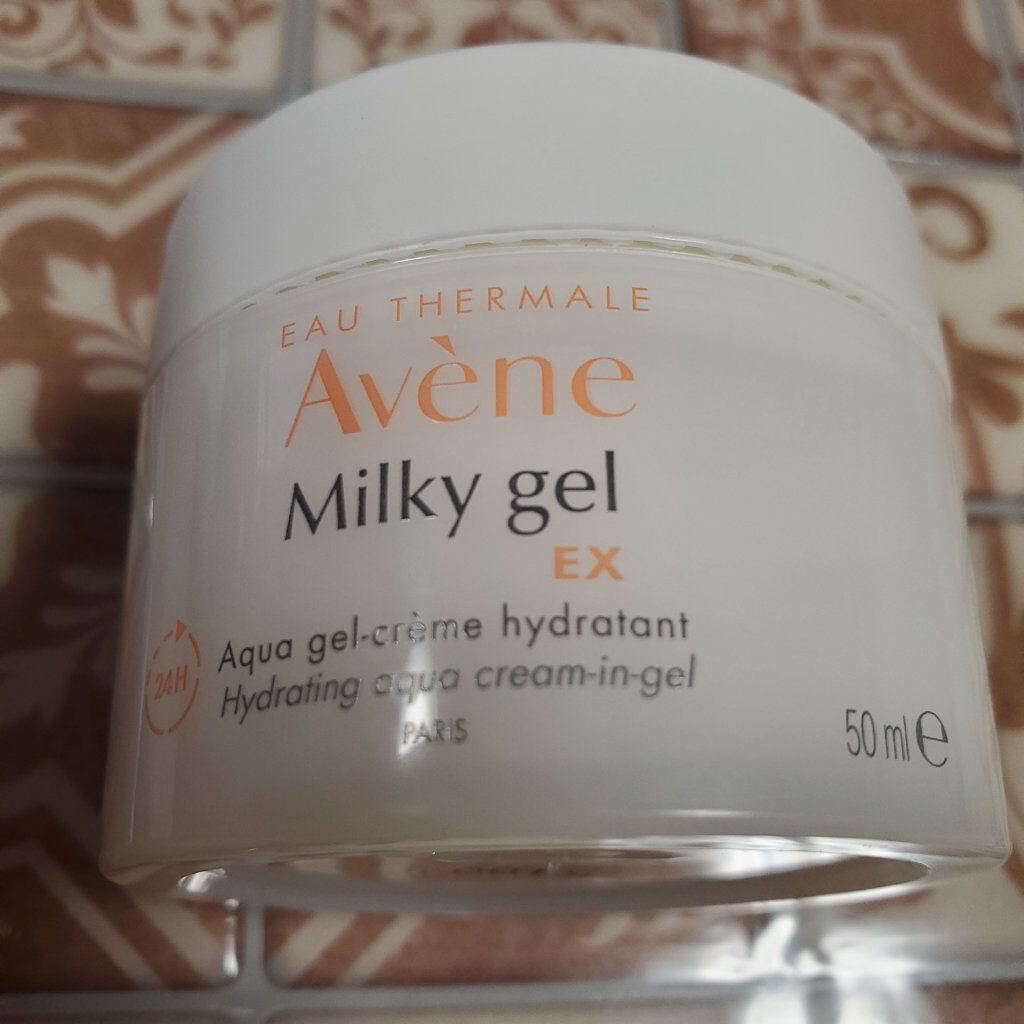 EAU THERMALE
Avène
Milky gel
EX
24H
Aqua gel-crème hydratant
Hydrating aqua cream-in-gel
PARIS
50 ml e